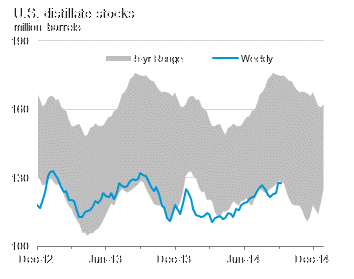 U.S. distillate stocks
million barrels
190
5-yr Range Weekly
160
130
100
Dec-12 Jun-13 Dec-13 Jun-14 Dec-14